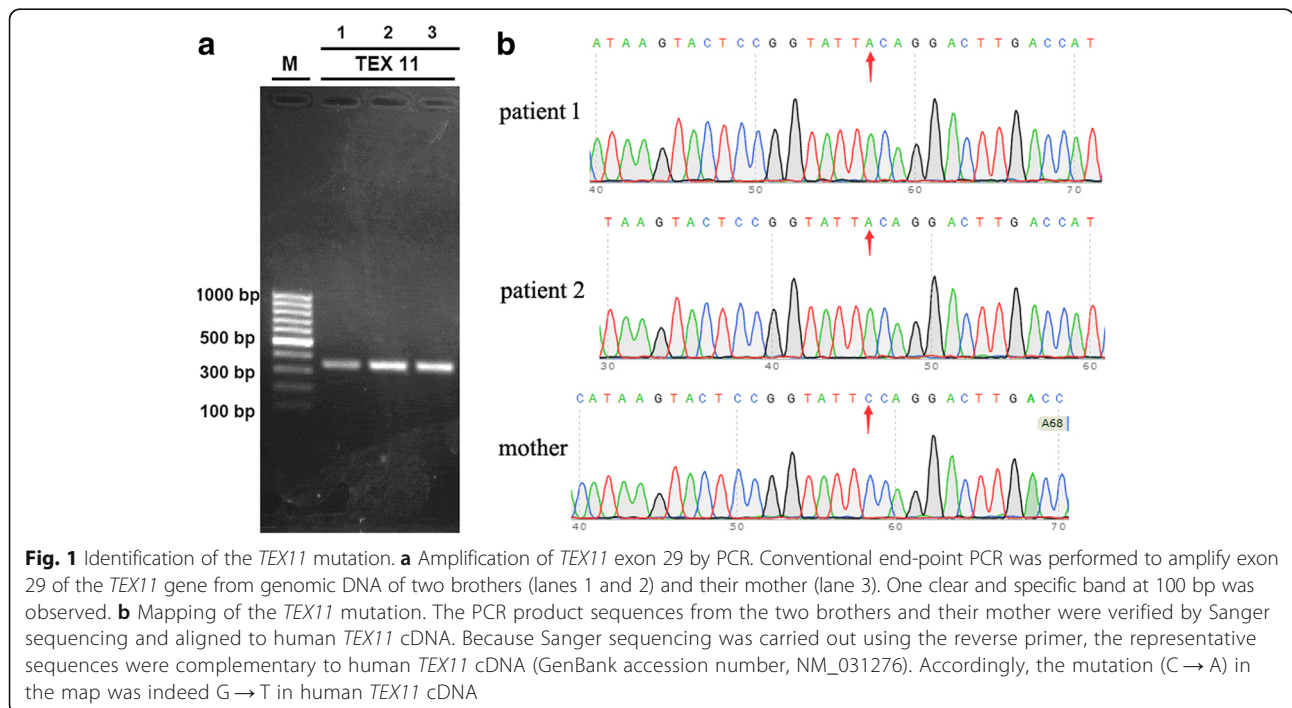 a
1 2 3
TEX 11
M
1000 bp
500 bp
300 bp
100 bp
b
A T A A G T A C T C C G G T A T T A C A G G A C T T G A C C A T
patient 1
40 50 60 70
T A A G T A C T C C G G T A T T A C A G G A C T T G A C C A T
patient 2
30 40 50 60
C A T A A G T A C T C C G G T A T T C C A G G A C T T G A C C
A68
mother
40 50 60 70
Fig. 1 Identification of the TEX11 mutation. a Amplification of TEX11 exon 29 by PCR. Conventional end-point PCR was performed to amplify exon
29 of the TEX11 gene from genomic DNA of two brothers (lanes 1 and 2) and their mother (lane 3). One clear and specific band at 100 bp was
observed. b Mapping of the TEX11 mutation. The PCR product sequences from the two brothers and their mother were verified by Sanger
sequencing and aligned to human TEX11 cDNA. Because Sanger sequencing was carried out using the reverse primer, the representative
sequences were complementary to human TEX11 cDNA (GenBank accession number, NM_031276). Accordingly, the mutation (C → A) in
the map was indeed G → T in human TEX11 cDNA